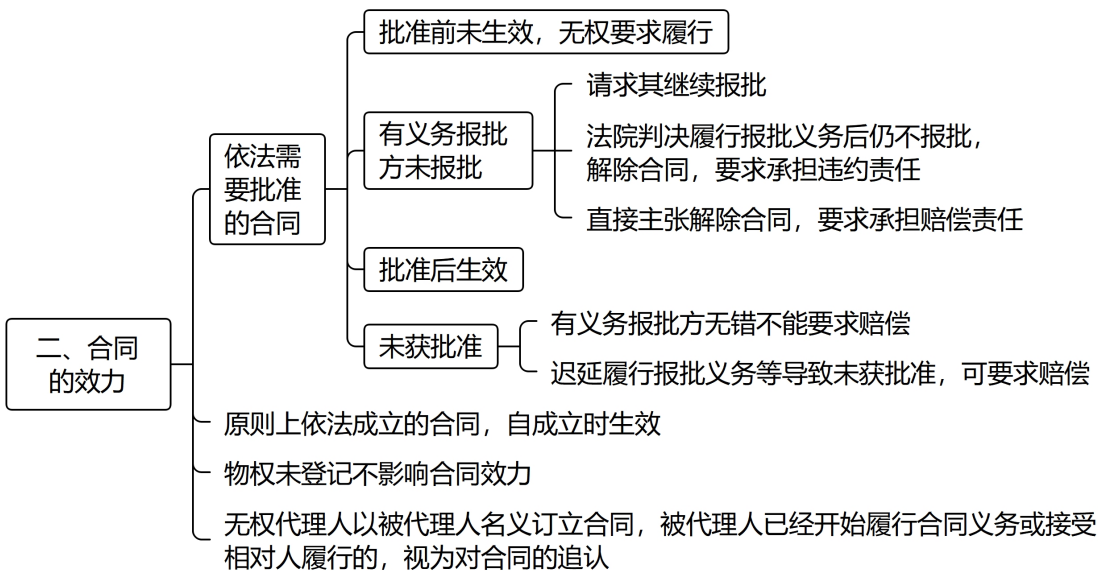 二、合同
的效力
依法需
要批准
的合同
批准前未生效，无权要求履行
有义务报批
方未报批
请求其继续报批
法院判决履行报批义务后仍不报批，
解除合同，要求承担违约责任
直接主张解除合同，要求承担赔偿责任
批准后生效
未获批准
有义务报批方无错不能要求赔偿
迟延履行报批义务等导致未获批准，可要求赔偿
原则上依法成立的合同，自成立时生效
物权未登记不影响合同效力
无权代理人以被代理人名义订立合同，被代理人已经开始履行合同义务或接受
相对人履行的，视为对合同的追认